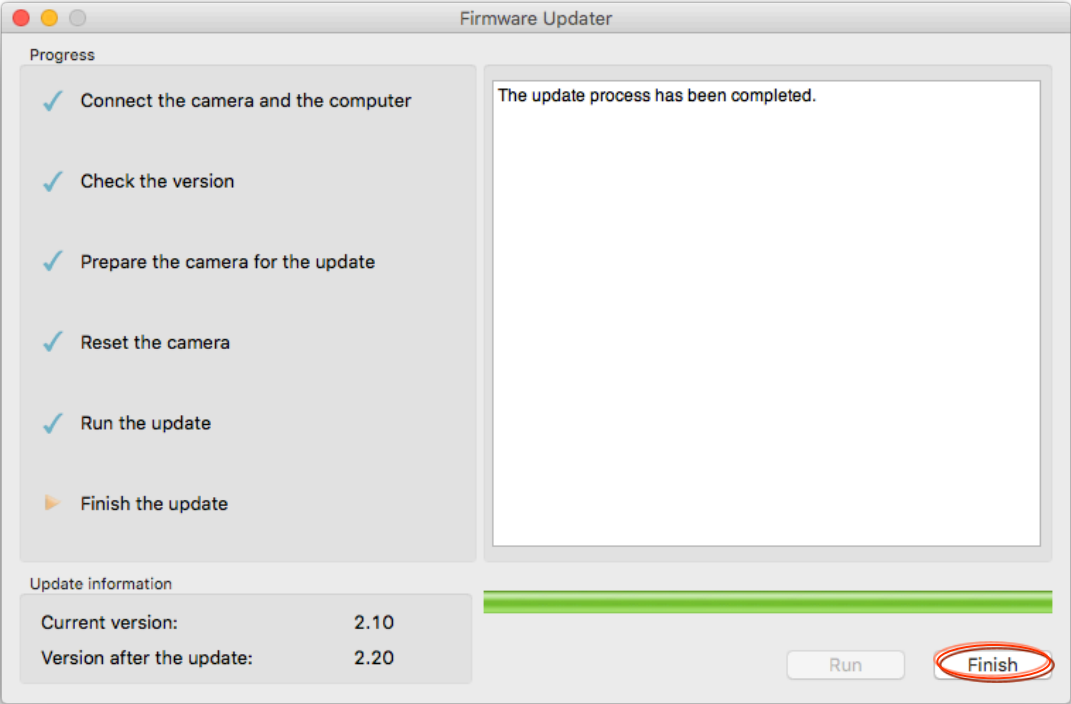 Firmware Updater
Progress
Connect the camera and the computer
Check the version
Prepare the camera for the update
Reset the camera
Run the update
Finish the update
The update process has been completed.
Update information
Current version: 2.10
Version after the update: 2.20
Run
Finish